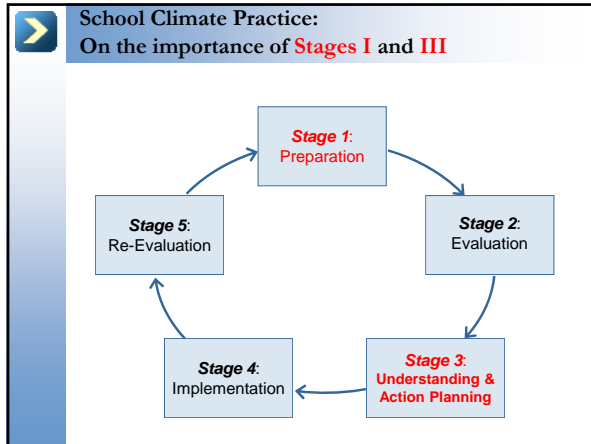 School Climate Practice:
On the importance of Stages I and III
Stage 1:
Preparation
Stage 2:
Evaluation
Stage 3:
Understanding &
Action Planning
Stage 4:
Implementation
Stage 5:
Re-Evaluation